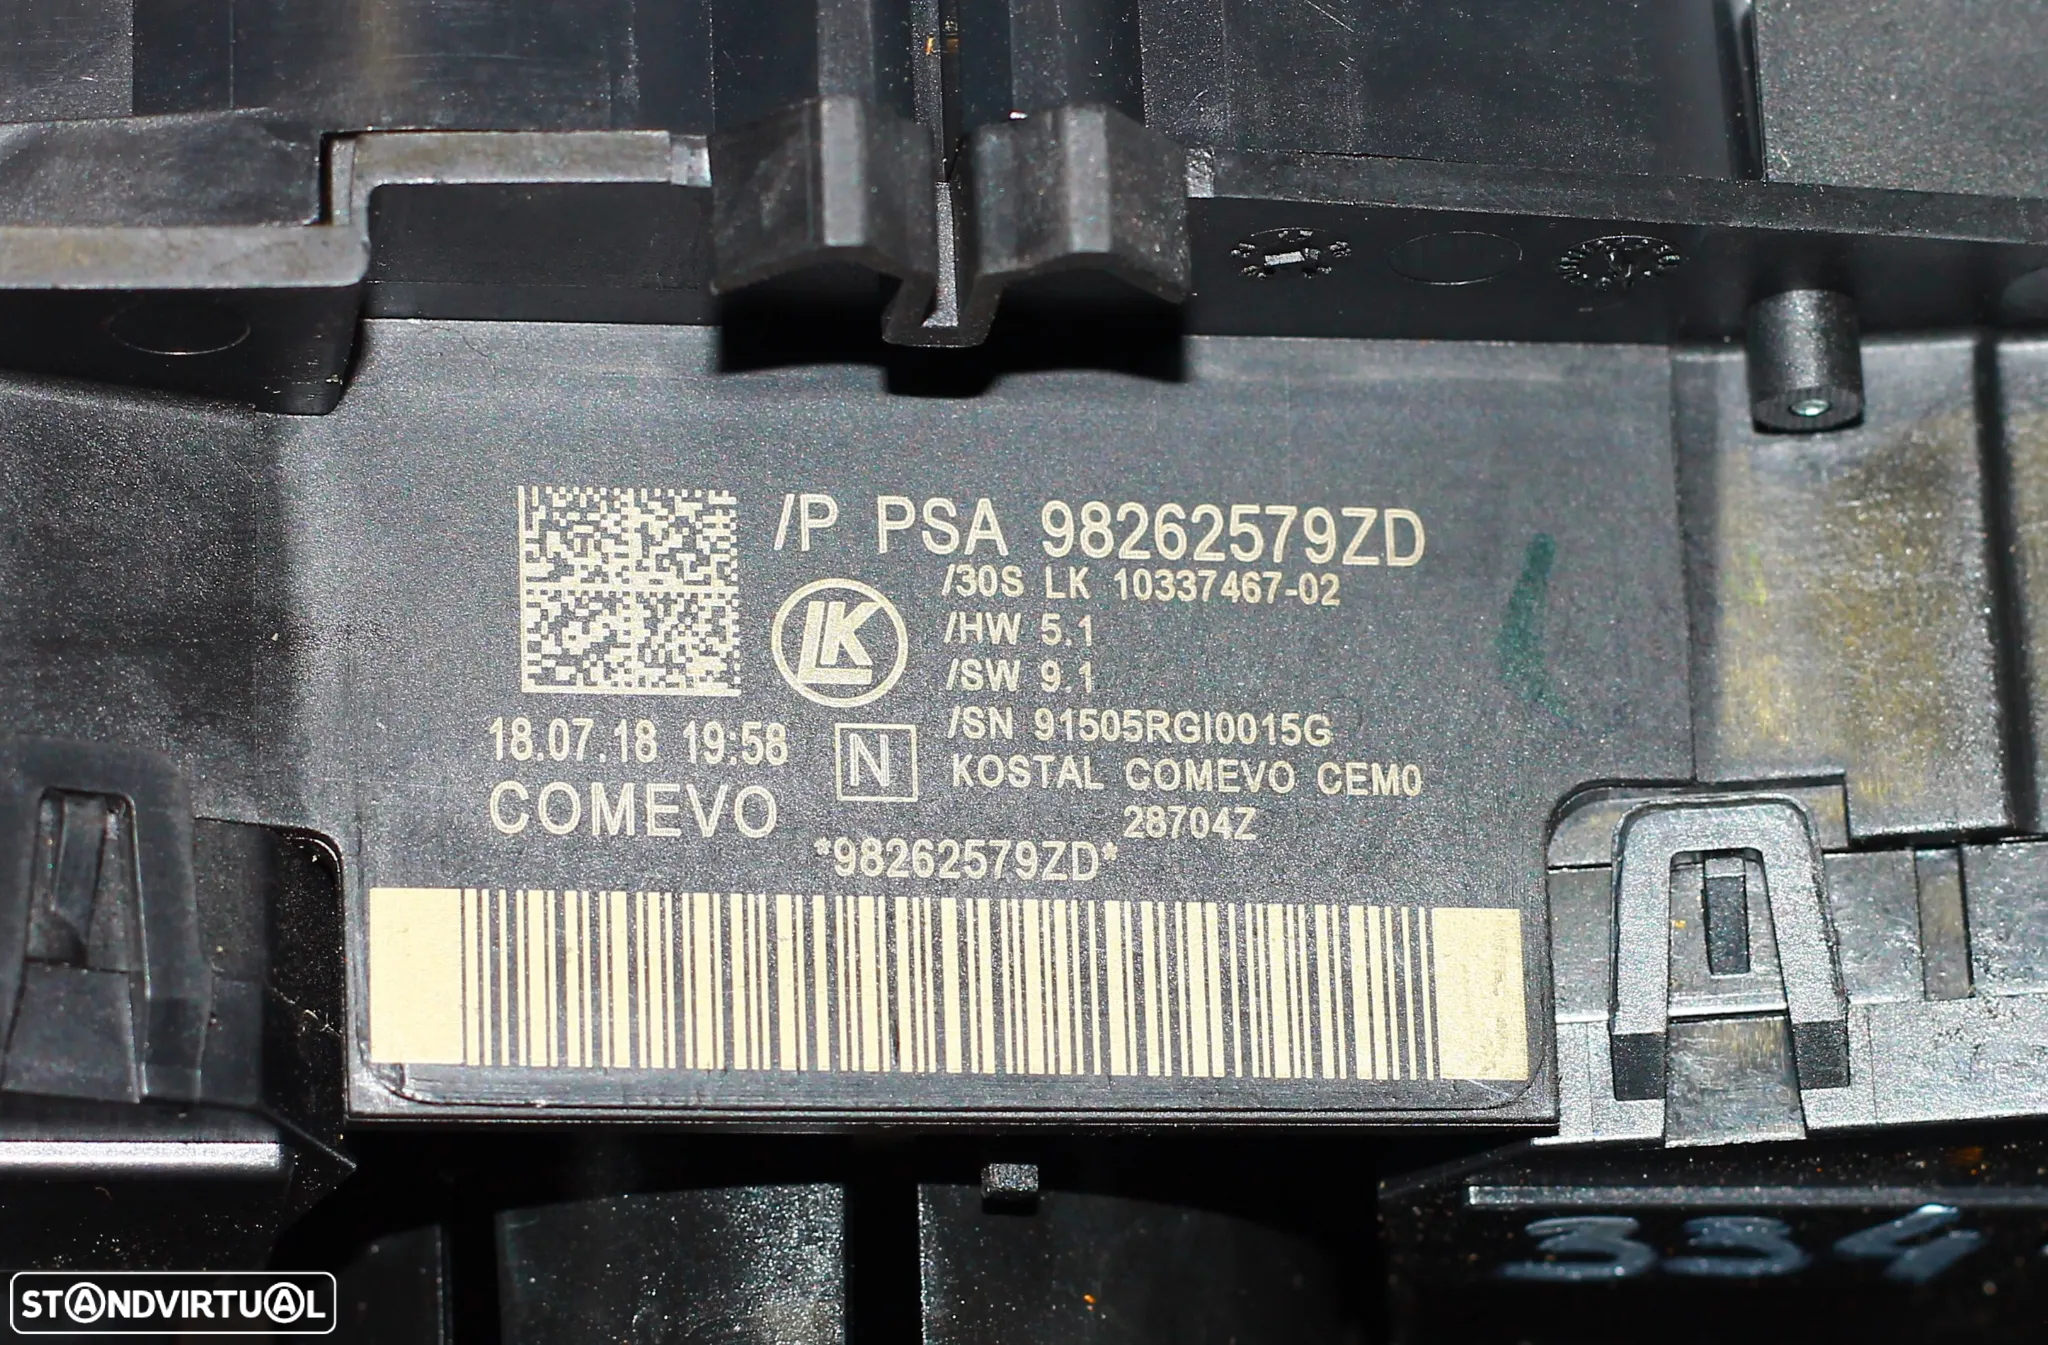 /P PSA 98262579ZD
/30S LK 10337467-02
LK
/HW 5.1
/SW 9.1
/SN 91505RGI0015G
18.07.18 19:58
N
KOSTAL COMEVO CEM0
COMEVO
28704Z
*98262579ZD*
334
STANDVIRTUAL